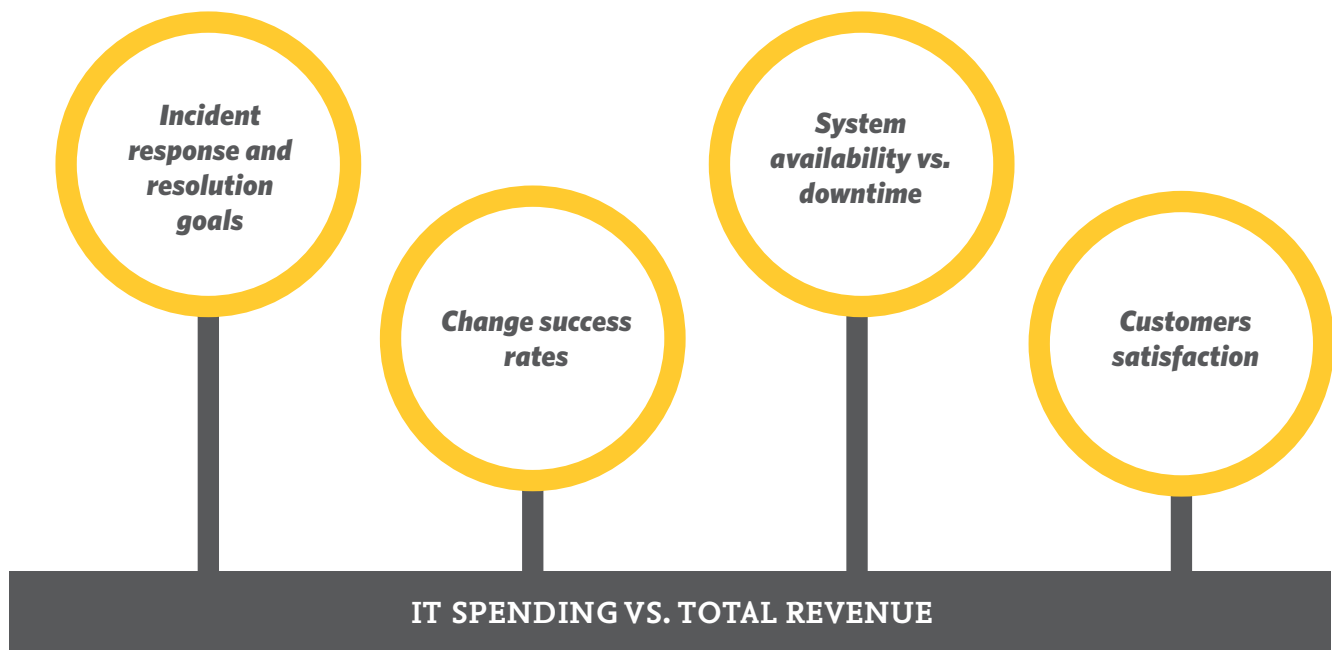 Incident
response and
resolution
goals
Change success
rates
System
availability vs.
downtime
Customers
satisfaction
IT SPENDING VS. TOTAL REVENUE